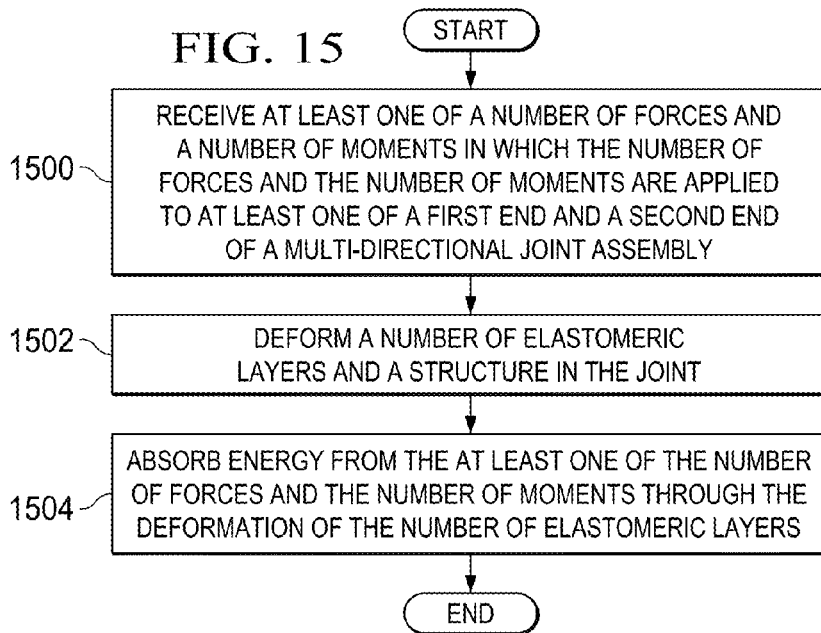 FIG. 15
START
1500
RECEIVE AT LEAST ONE OF A NUMBER OF FORCES AND
A NUMBER OF MOMENTS IN WHICH THE NUMBER OF
FORCES AND THE NUMBER OF MOMENTS ARE APPLIED
TO AT LEAST ONE OF A FIRST END AND A SECOND END
OF A MULTI-DIRECTIONAL JOINT ASSEMBLY
1502
DEFORM A NUMBER OF ELASTOMERIC
LAYERS AND A STRUCTURE IN THE JOINT
1504
ABSORB ENERGY FROM THE AT LEAST ONE OF THE NUMBER
OF FORCES AND THE NUMBER OF MOMENTS THROUGH THE
DEFORMATION OF THE NUMBER OF ELASTOMERIC LAYERS
END